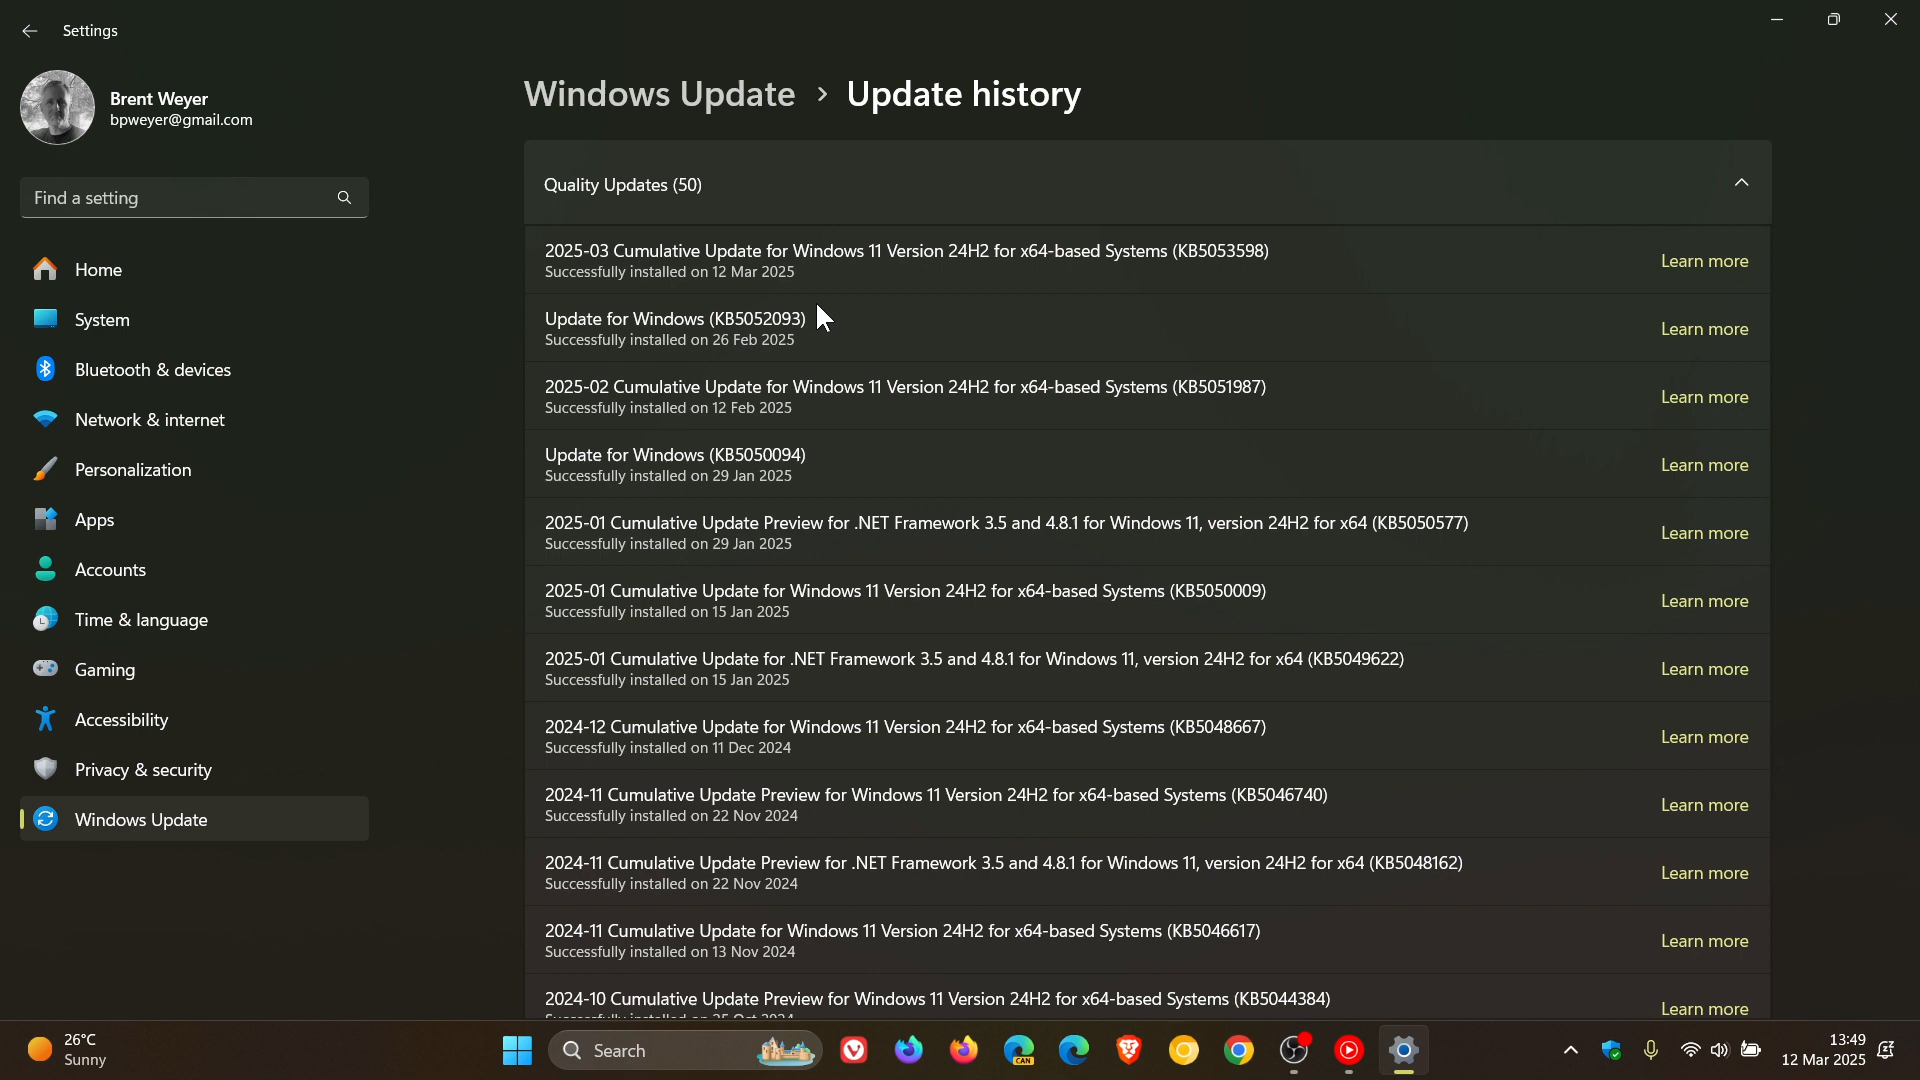 Settings
Brent Weyer
bpweyer@gmail.com
Find a setting
Home
System
Bluetooth & devices
Network & internet
Personalization
Apps
Accounts
Time & language
Gaming
Accessibility
Privacy & security
Windows Update
Windows Update > Update history
Quality Updates (50)
2025-03 Cumulative Update for Windows 11 Version 24H2 for x64-based Systems (KB5053598)
Successfully installed on 12 Mar 2025
Learn more
Update for Windows (KB5052093)
Successfully installed on 26 Feb 2025
Learn more
2025-02 Cumulative Update for Windows 11 Version 24H2 for x64-based Systems (KB5051987)
Successfully installed on 12 Feb 2025
Learn more
Update for Windows (KB5050094)
Successfully installed on 29 Jan 2025
Learn more
2025-01 Cumulative Update Preview for .NET Framework 3.5 and 4.8.1 for Windows 11, version 24H2 for x64 (KB5050577)
Successfully installed on 29 Jan 2025
Learn more
2025-01 Cumulative Update for Windows 11 Version 24H2 for x64-based Systems (KB5050009)
Successfully installed on 15 Jan 2025
Learn more
2025-01 Cumulative Update for .NET Framework 3.5 and 4.8.1 for Windows 11, version 24H2 for x64 (KB5049622)
Successfully installed on 15 Jan 2025
Learn more
2024-12 Cumulative Update for Windows 11 Version 24H2 for x64-based Systems (KB5048667)
Successfully installed on 11 Dec 2024
Learn more
2024-11 Cumulative Update Preview for Windows 11 Version 24H2 for x64-based Systems (KB5046740)
Successfully installed on 22 Nov 2024
Learn more
2024-11 Cumulative Update Preview for .NET Framework 3.5 and 4.8.1 for Windows 11, version 24H2 for x64 (KB5048162)
Successfully installed on 22 Nov 2024
Learn more
2024-11 Cumulative Update for Windows 11 Version 24H2 for x64-based Systems (KB5046617)
Successfully installed on 13 Nov 2024
Learn more
2024-10 Cumulative Update Preview for Windows 11 Version 24H2 for x64-based Systems (KB5044384)
Successfully installed on 25 Oct 2024
Learn more
26°C
Sunny
Search
CAN
13:49
12 Mar 2025